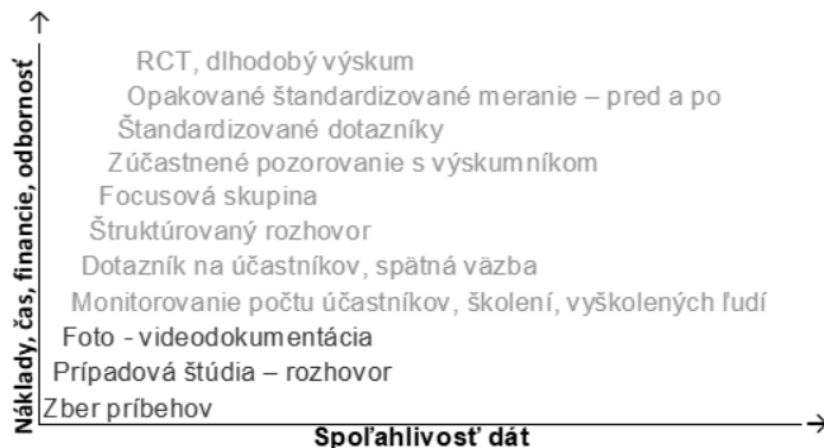 Náklady, čas, financie, odbornosť
RCT, dlhodobý výskum
Opakované štandardizované meranie – pred a po
Štandardizované dotazníky
Zúčastnené pozorovanie s výskumníkom
Focusová skupina
Štruktúrovaný rozhovor
Dotazník na účastníkov, spätná väzba
Monitorovanie počtu účastníkov, školení, vyškolených ľudí
Foto - videodokumentácia
Prípadová štúdia – rozhovor
Zber príbehov
Spoľahlivosť dát